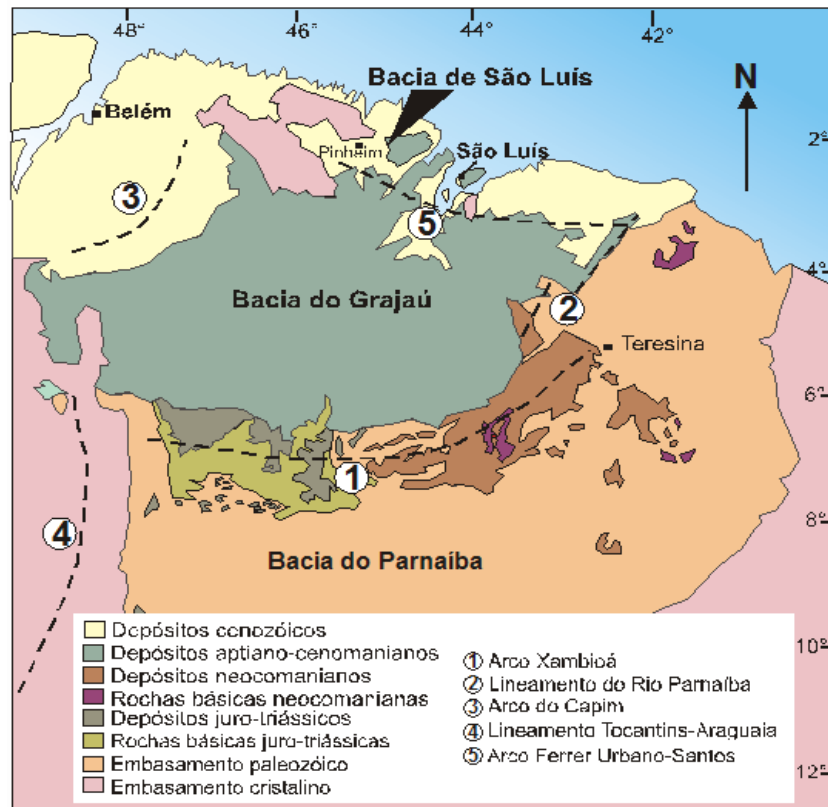 48° 46° 44° 42°
Bacia de São Luís
N
Belém
2°
Pinheim
São Luís
3
5
4°
Bacia do Grajaú
2
Teresina
6°
1
8°
4
Bacia do Parnaíba
Depósitos cenozóicos
Depósitos aptiano-cenomanianos
Depósitos neocomanianos
Rochas básicas neocomanianas
Depósitos juro-triássicos
Rochas básicas juro-triássicas
Embasamento paleozóico
Embasamento cristalino
1 Arco Xambioá
2 Lineamento do Rio Parnaíba
3 Arco do Capim
4 Lineamento Tocantins-Araguaia
5 Arco Ferrer Urbano-Santos
10°
12°